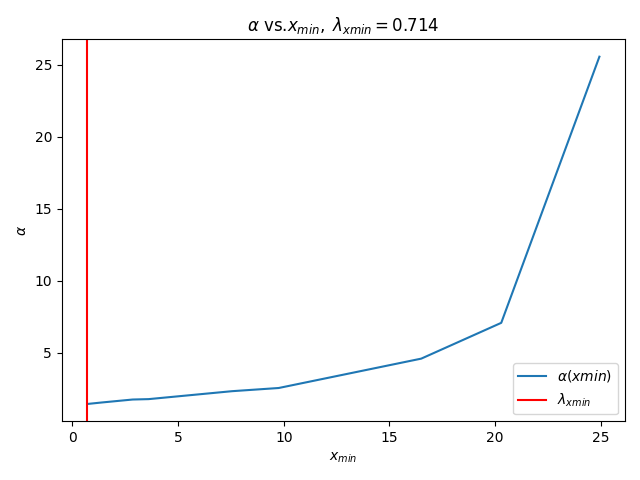 α vs.x_min, λ_xmin = 0.714
25
20
15
10
5
α
0 5 10 15 20 25
x_min
α(xmin)
λ_xmin